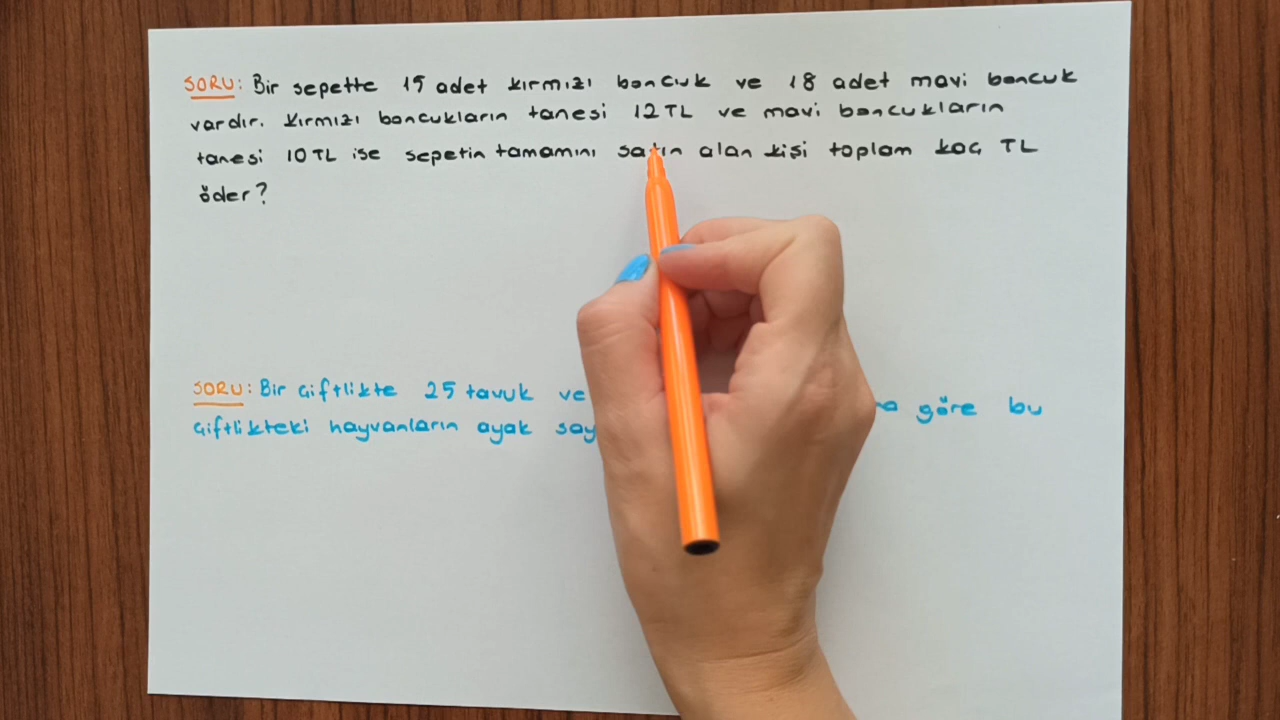 SORU: Bir sepette 15 adet kırmızı boncuk ve 18 adet mavi boncuk
vardır. Kırmızı boncukların tanesi 12 TL ve mavi boncukların
tanesi 10 TL ise sepetin tamamını satın alan kişi toplam kaç TL
öder?
SORU: Bir çiftlikte 25 tavuk ve göre bu
çiftlikteki hayvanların ayak